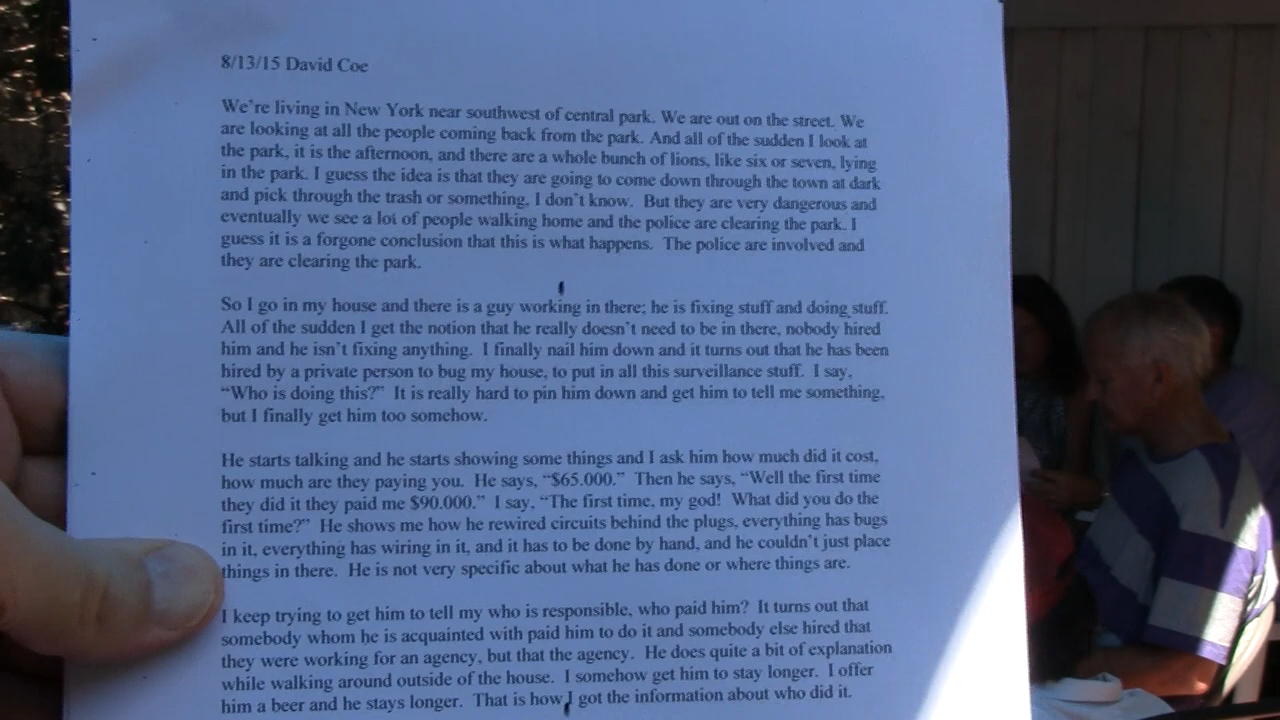 8/13/15 David Coe
We're living in New York near southwest of central park. We are out on the street. We
are looking at all the people coming back from the park. And all of the sudden I look at
the park, it is the afternoon, and there are a whole bunch of lions, like six or seven, lying
in the park. I guess the idea is that they are going to come down through the town at dark
and pick through the trash or something, I don't know. But they are very dangerous and
eventually we see a lot of people walking home and the police are clearing the park. I
guess it is a forgone conclusion that this is what happens. The police are involved and
they are clearing the park.
So I go in my house and there is a guy working in there; he is fixing stuff and doing stuff.
All of the sudden I get the notion that he really doesn't need to be in there, nobody hired
him and he isn't fixing anything. I finally nail him down and it turns out that he has been
hired by a private person to bug my house, to put in all this surveillance stuff. I say,
"Who is doing this?" It is really hard to pin him down and get him to tell me something,
but I finally get him too somehow.
He starts talking and he starts showing some things and I ask him how much did it cost,
how much are they paying you. He says, "$65.000." Then he says, "Well the first time
they did it they paid me $90.000." I say, "The first time, my god! What did you do the
first time?" He shows me how he rewired circuits behind the plugs, everything has bugs
in it, everything has wiring in it, and it has to be done by hand, and he couldn't just place
things in there. He is not very specific about what he has done or where things are.
I keep trying to get him to tell my who is responsible, who paid him? It turns out that
somebody whom he is acquainted with paid him to do it and somebody else hired that
they were working for an agency, but that the agency. He does quite a bit of explanation
while walking around outside of the house. I somehow get him to stay longer. I offer
him a beer and he stays longer. That is how I got the information about who did it.